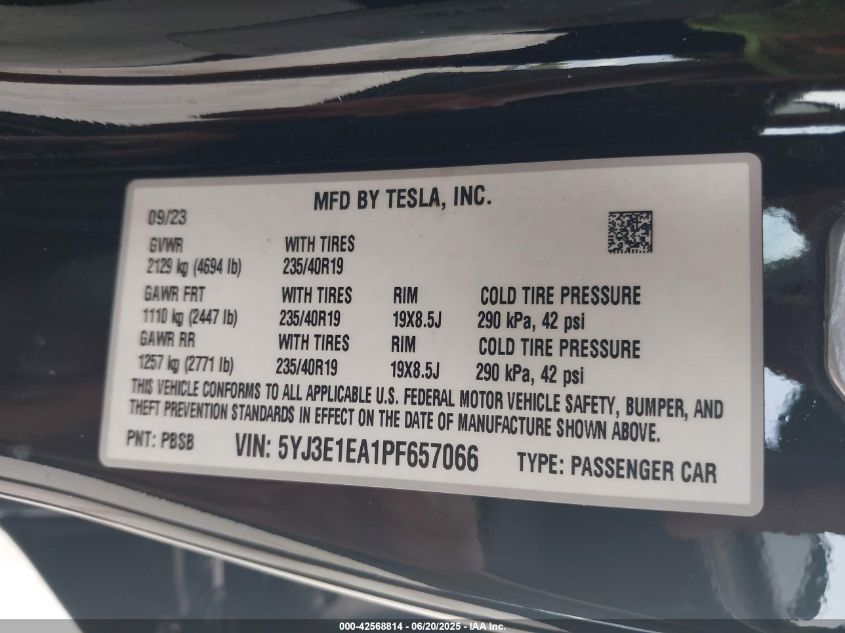 MFD BY TESLA, INC.
09/23
GVWR WITH TIRES
2129 kg (4694 lb) 235/40R19
GAWR FRT WITH TIRES RIM COLD TIRE PRESSURE
1110 kg (2447 lb) 235/40R19 19X8.5J 290 kPa, 42 psi
GAWR RR WITH TIRES RIM COLD TIRE PRESSURE
1257 kg (2771 lb) 235/40R19 19X8.5J 290 kPa, 42 psi
THIS VEHICLE CONFORMS TO ALL APPLICABLE U.S. FEDERAL MOTOR VEHICLE SAFETY, BUMPER, AND
THEFT PREVENTION STANDARDS IN EFFECT ON THE DATE OF MANUFACTURE SHOWN ABOVE.
PNT: PBSB VIN: 5YJ3E1EA1PF657066 TYPE: PASSENGER CAR
000-42568814 - 06/20/2025 - IAA Inc.